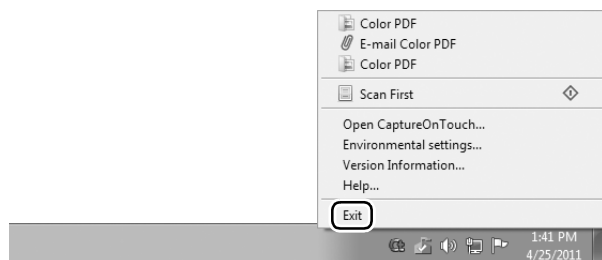 Color PDF
E-mail Color PDF
Color PDF
Scan First
Open CaptureOnTouch...
Environmental settings...
Version Information...
Help...
Exit
1:41 PM
4/25/2011